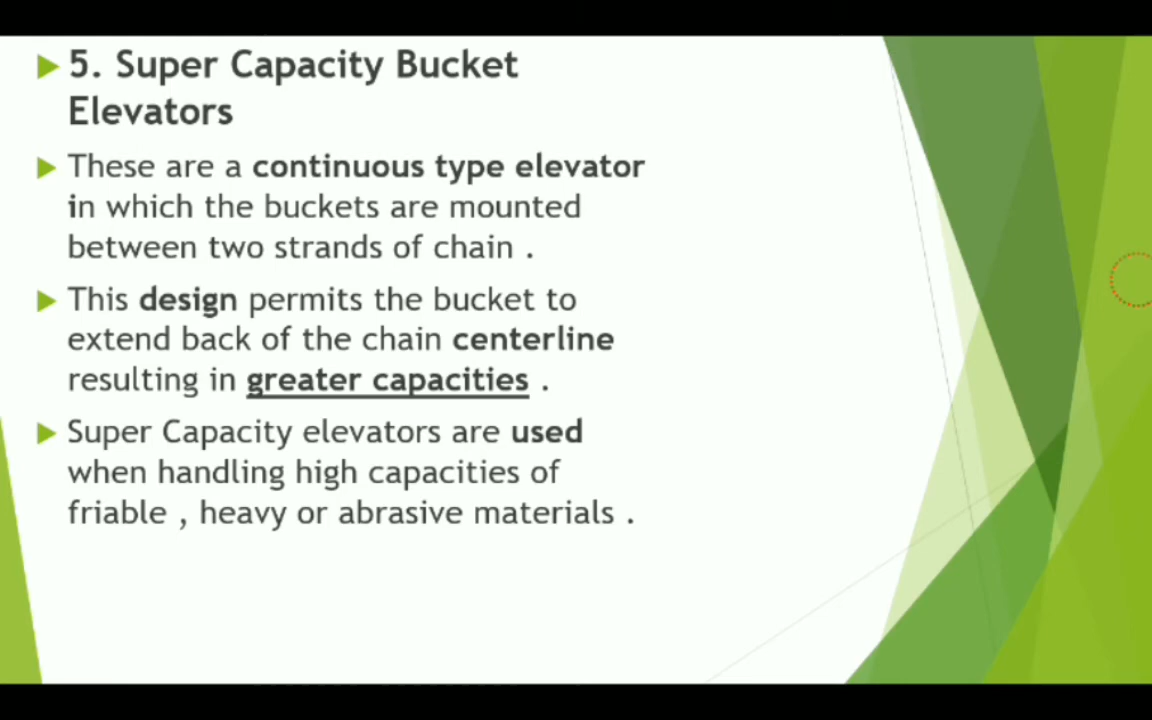 5. Super Capacity Bucket
Elevators
These are a continuous type elevator
in which the buckets are mounted
between two strands of chain .
This design permits the bucket to
extend back of the chain centerline
resulting in greater capacities .
Super Capacity elevators are used
when handling high capacities of
friable , heavy or abrasive materials .